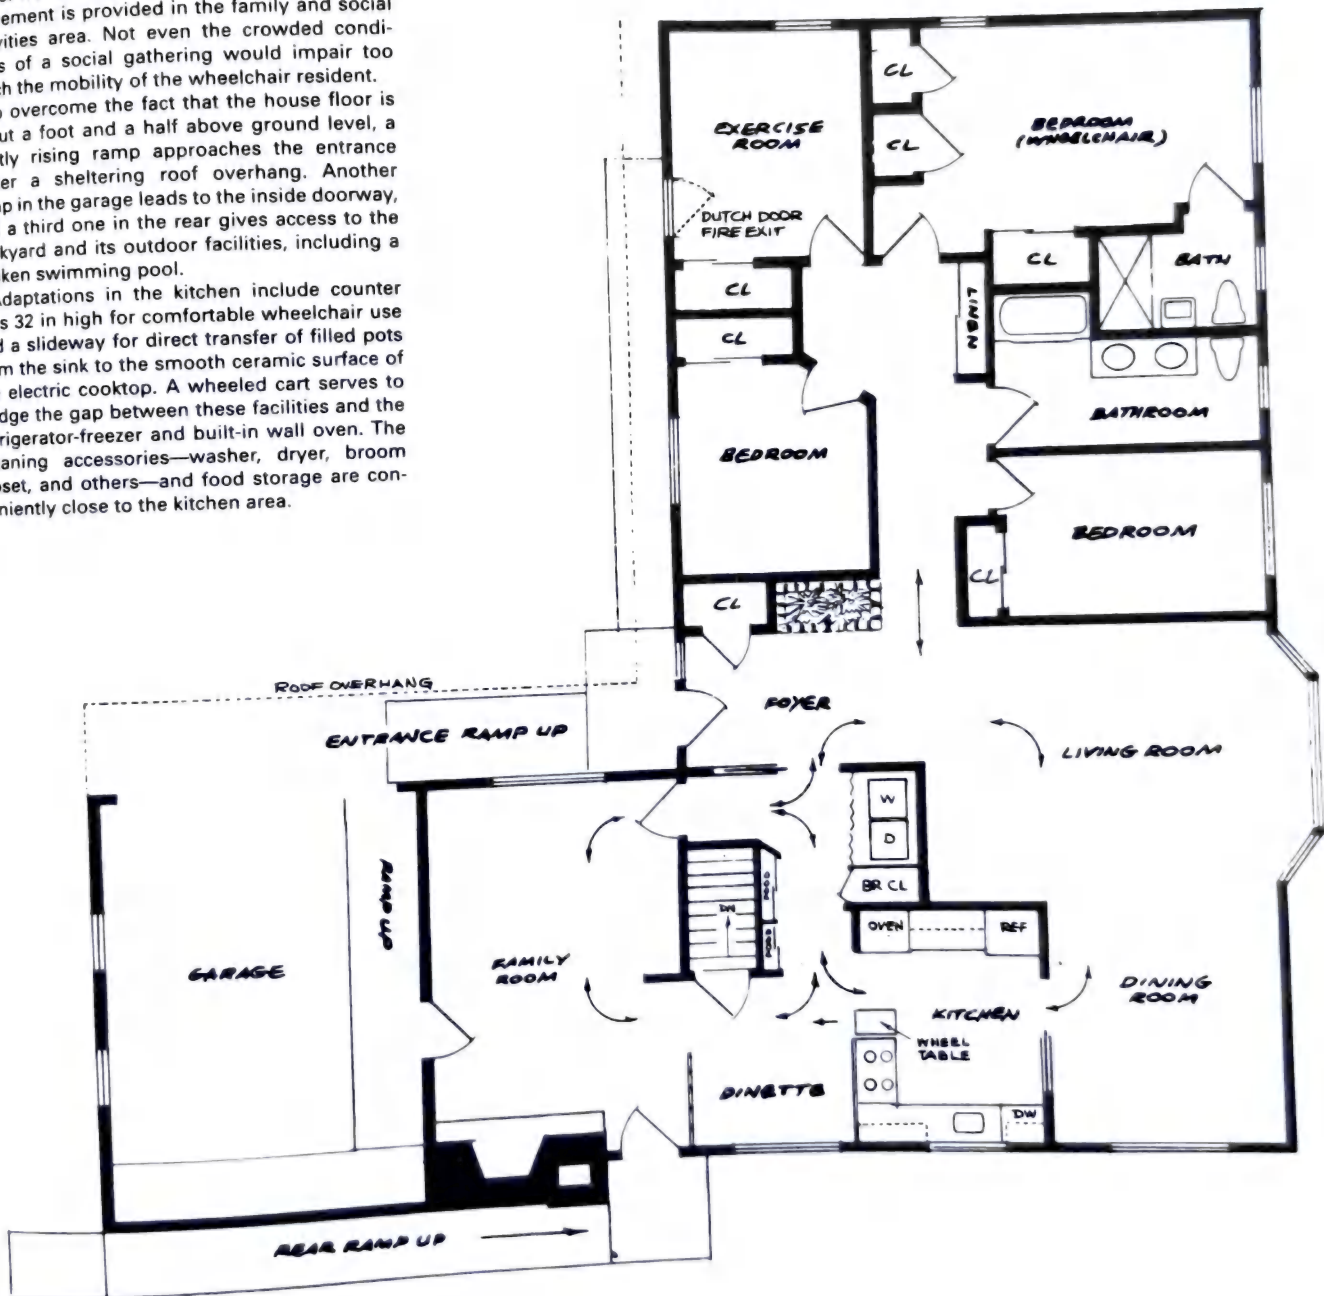 ement is provided in the family and social
vities area. Not even the crowded condi-
s of a social gathering would impair too
ch the mobility of the wheelchair resident.
o overcome the fact that the house floor is
ut a foot and a half above ground level, a
tly rising ramp approaches the entrance
er a sheltering roof overhang. Another
p in the garage leads to the inside doorway,
a third one in the rear gives access to the
kyard and its outdoor facilities, including a
ken swimming pool.
daptations in the kitchen include counter
s 32 in high for comfortable wheelchair use
d a slideway for direct transfer of filled pots
m the sink to the smooth ceramic surface of
e electric cooktop. A wheeled cart serves to
dge the gap between these facilities and the
rigerator-freezer and built-in wall oven. The
aning accessories—washer, dryer, broom
set, and others—and food storage are con-
niently close to the kitchen area.
CL
EXERCISE
ROOM
BEDROOM
(WHEELCHAIR)
CL
DUTCH DOOR
FIRE EXIT
CL
BATH
CL
LINEN
CL
BATHROOM
BEDROOM
BEDROOM
CL
CL
ROOF OVERHANG
ENTRANCE RAMP UP
FOYER
LIVING ROOM
W
D
BR CL
RAMP UP
FOOD
DN
FOOD
OVEN
REF
GARAGE
FAMILY
ROOM
DINING
ROOM
KITCHEN
WHEEL
TABLE
DINETTE
DW
REAR RAMP UP